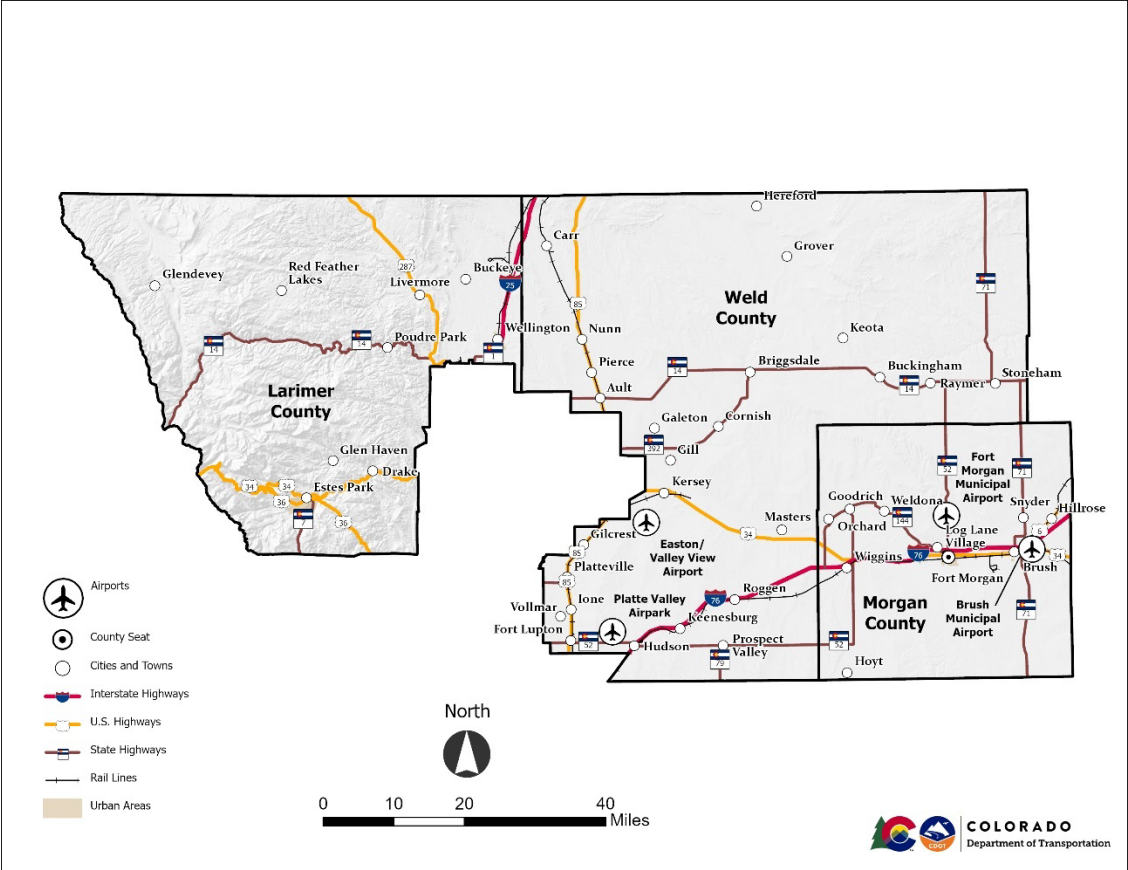 Hereford
Carr
Grover
Glendevey
Red Feather
Lakes
287
Livermore
Buckeye
25
71
85
Weld
County
14
14
Poudre Park
Wellington
1
Nunn
Keota
Pierce
14
Briggsdale
Buckingham
14
Raymer
Stoneham
Larimer
County
Ault
Galeton
Cornish
392
Gill
Glen Haven
Drake
34
34
36
Estes Park
7
36
Kersey
52
Fort
Morgan
Municipal
Airport
71
Goodrich
Weldona
Snyder
Hillrose
Orchard
144
Masters
34
Gilcrest
85
Easton/
Valley View
Airport
Log Lane
Village
6
Platteville
85
Wiggins
76
Fort Morgan
Brush
34
Ione
Vollmar
Platte Valley
Airpark
76
Roggen
Keenesburg
Morgan
County
Brush
Municipal
Airport
71
Fort Lupton
52
Hudson
Prospect
Valley
79
52
Hoyt
Airports
County Seat
Cities and Towns
Interstate Highways
U.S. Highways
State Highways
Rail Lines
Urban Areas
North
0 10 20 40
Miles
CDOT
COLORADO
Department of Transportation